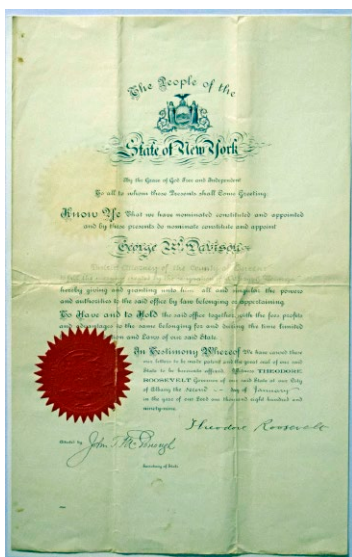 The People of the
State of New York
By the Grace of God Free and Independent
To all to whom these Presents shall Come Greeting:
Know Ye That we have nominated constituted and appointed
and by these presents do nominate constitute and appoint
George W. Davison
District Attorney of the County of
hereby giving and granting unto him all and singular the powers
and authorities to the said office by law belonging or appertaining
To Have and to Hold the said office together with the fees profits
and advantages to the same belonging for and during the time limited
and Laws of our said State.
In Testimony Whereof We have caused these
our letters to be made patent and the great seal of our said
State to be hereunto affixed. Witness THEODORE
ROOSEVELT Governor of our said State at our City
of Albany the second day of January
in the year of our Lord one thousand eight hundred and
ninety-nine.
Theodore Roosevelt
John T. McDonough
Secretary of State